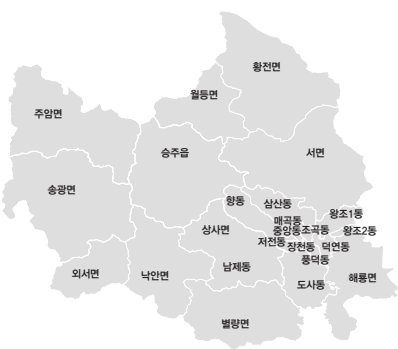 황전면
월등면
주암면
승주읍
서면
송광면
향동
삼산동
왕조1동
매곡동
상사면
중앙동
조곡동
왕조2동
저전동
장천동
덕연동
풍덕동
남제동
외서면
낙안면
도사동
해룡면
별량면